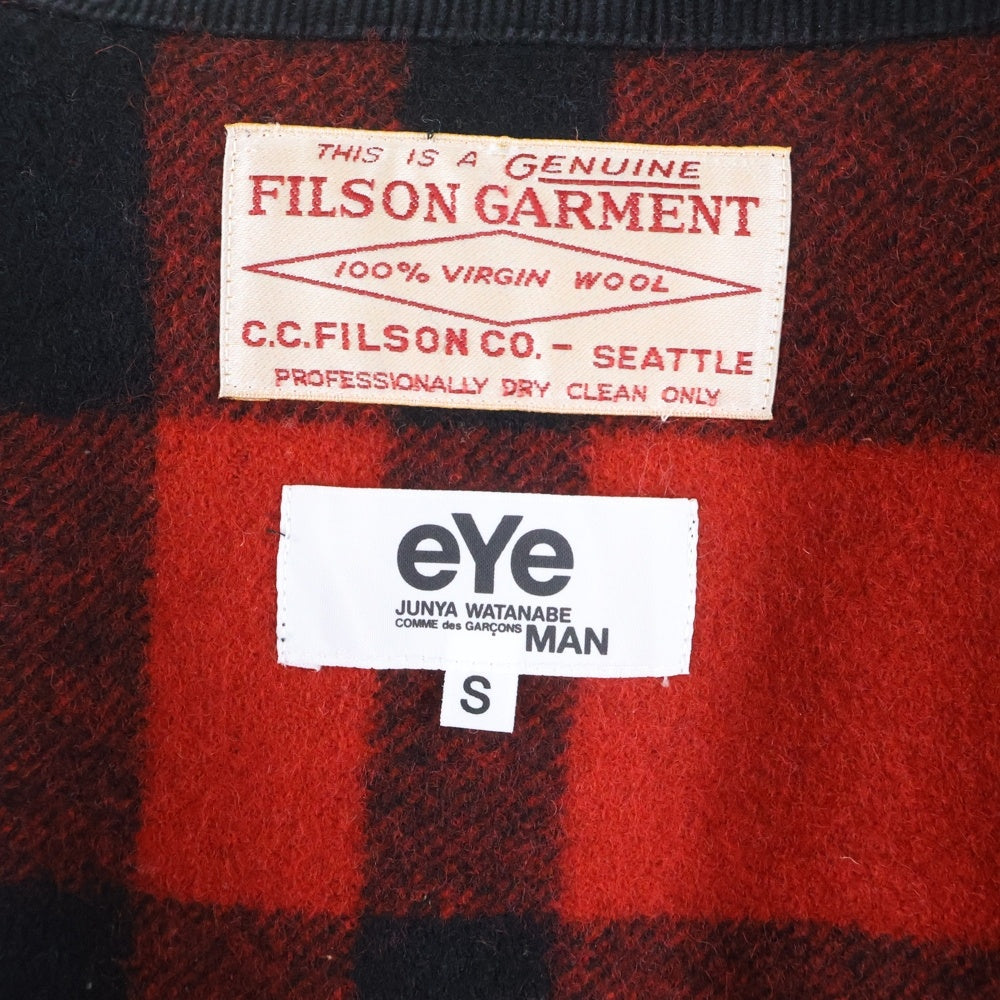 THIS IS A GENUINE
FILSON GARMENT
100% VIRGIN WOOL
C.C.FILSON CO. - SEATTLE
PROFESSIONALLY DRY CLEAN ONLY
eYe
JUNYA WATANABE
COMME des GARÇONS MAN
S